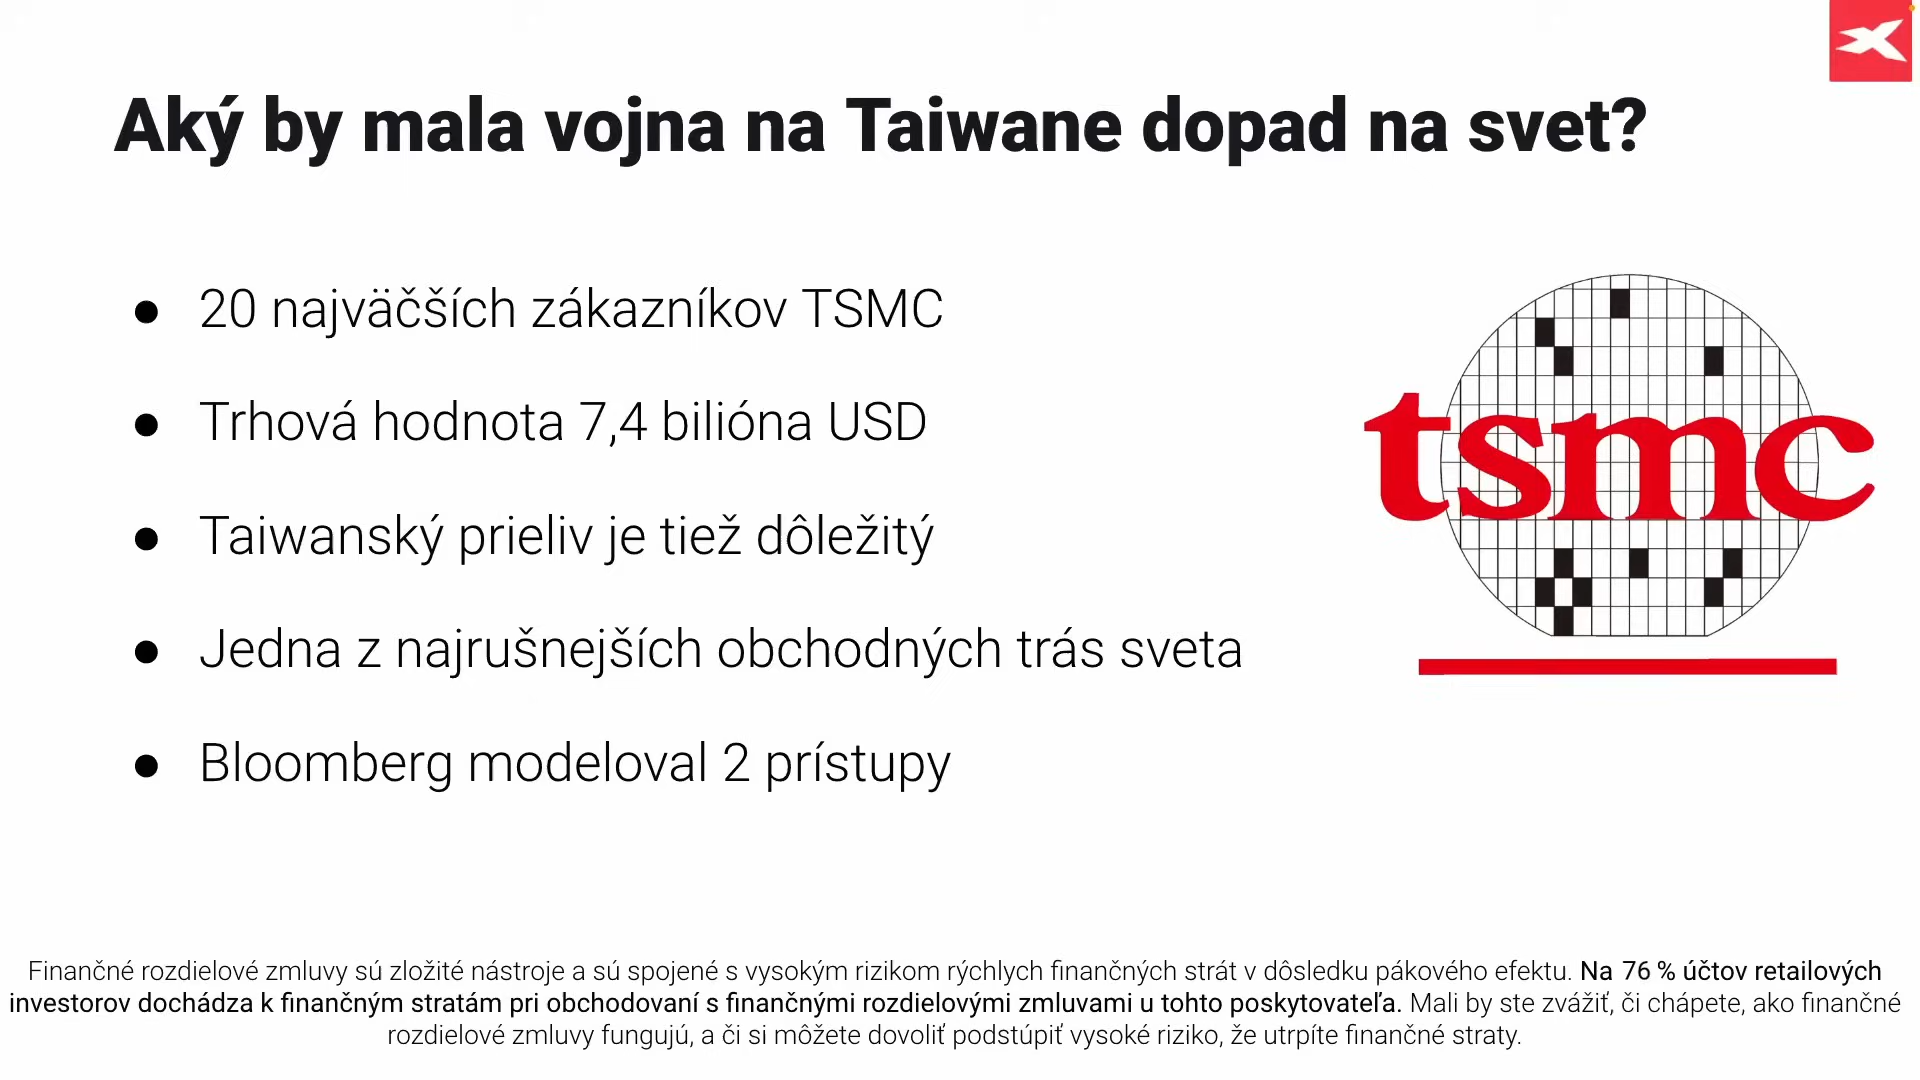 Aký by mala vojna na Taiwane dopad na svet?
● 20 najväčších zákazníkov TSMC
● Trhová hodnota 7,4 bilióna USD
● Taiwanský prieliv je tiež dôležitý
● Jedna z najrušnejších obchodných trás sveta
● Bloomberg modeloval 2 prístupy
tsmc
Finančné rozdielové zmluvy sú zložité nástroje a sú spojené s vysokým rizikom rýchlych finančných strát v dôsledku pákového efektu. Na 76 % účtov retailových
investorov dochádza k finančným stratám pri obchodovaní s finančnými rozdielovými zmluvami u tohto poskytovateľa. Mali by ste zvážiť, či chápete, ako finančné
rozdielové zmluvy fungujú, a či si môžete dovoliť podstúpiť vysoké riziko, že utrpíte finančné straty.